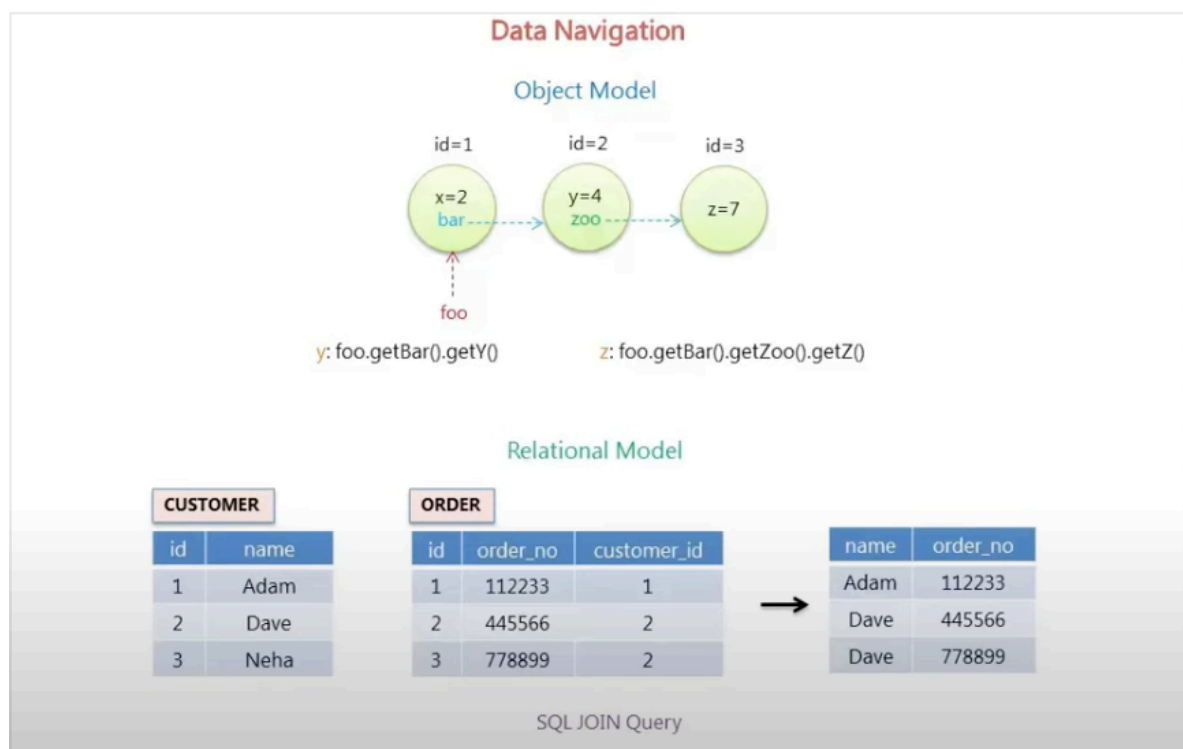 Data Navigation
Object Model
id=1 id=2 id=3
x=2 y=4 z=7
bar zoo
foo
y: foo.getBar().getY() z: foo.getBar().getZoo().getZ()
Relational Model
CUSTOMER ORDER
id name id order_no customer_id name order_no
1 Adam 1 112233 1 Adam 112233
2 Dave 2 445566 2 Dave 445566
3 Neha 3 778899 2 Dave 778899
SQL JOIN Query